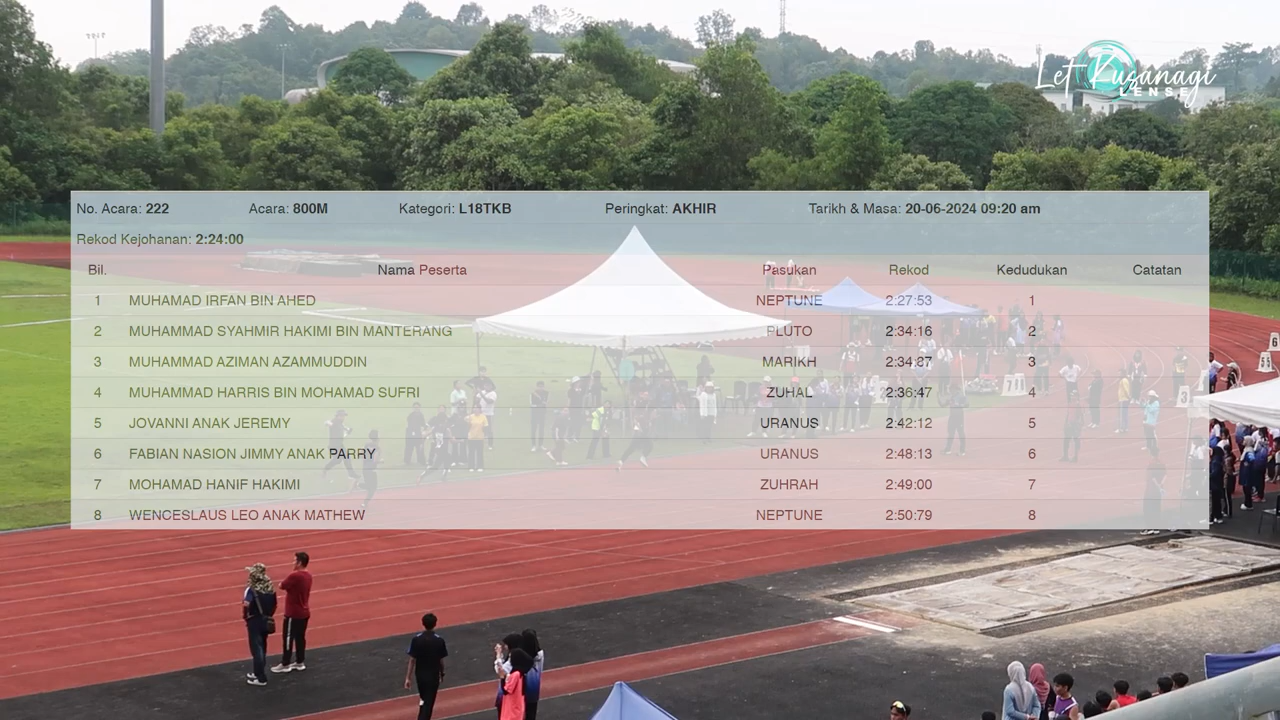 Let Kusanagi
LENSE
No. Acara: 222 Acara: 800M Kategori: L18TKB Peringkat: AKHIR Tarikh & Masa: 20-06-2024 09:20 am
Rekod Kejohanan: 2:24:00
Bil. Nama Peserta Pasukan Rekod Kedudukan Catatan
1 MUHAMAD IRFAN BIN AHED NEPTUNE 2:27:53 1
2 MUHAMMAD SYAHMIR HAKIMI BIN MANTERANG PLUTO 2:34:16 2
3 MUHAMMAD AZIMAN AZAMMUDDIN MARIKH 2:34:87 3
4 MUHAMMAD HARRIS BIN MOHAMAD SUFRI ZUHAL 2:36:47 4
5 JOVANNI ANAK JEREMY URANUS 2:42:12 5
6 FABIAN NASION JIMMY ANAK PARRY URANUS 2:48:13 6
7 MOHAMAD HANIF HAKIMI ZUHRAH 2:49:00 7
8 WENCESLAUS LEO ANAK MATHEW NEPTUNE 2:50:79 8
6
5
3